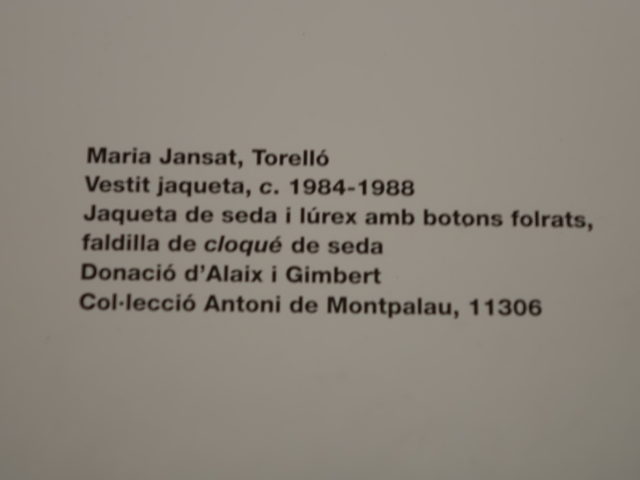 Maria Jansat, Torelló
Vestit jaqueta, c. 1984-1988
Jaqueta de seda i lúrex amb botons folrats,
faldilla de cloqué de seda
Donació d'Alaix i Gimbert
Col·lecció Antoni de Montpalau, 11306